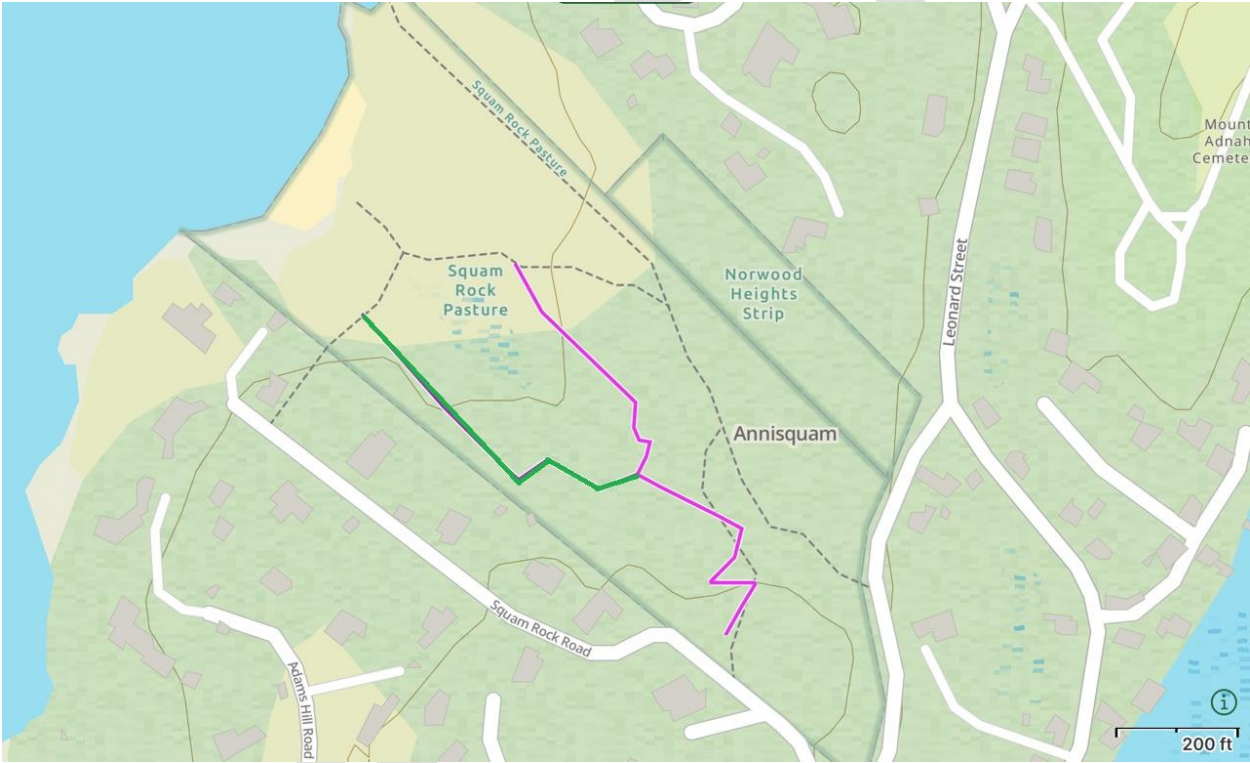 Squam Rock Pasture
Mount
Adnah
Cemete
Squam
Rock
Pasture
Norwood
Heights
Strip
Leonard Street
Annisquam
Squam Rock Road
Adams Hill Road
i
200 ft